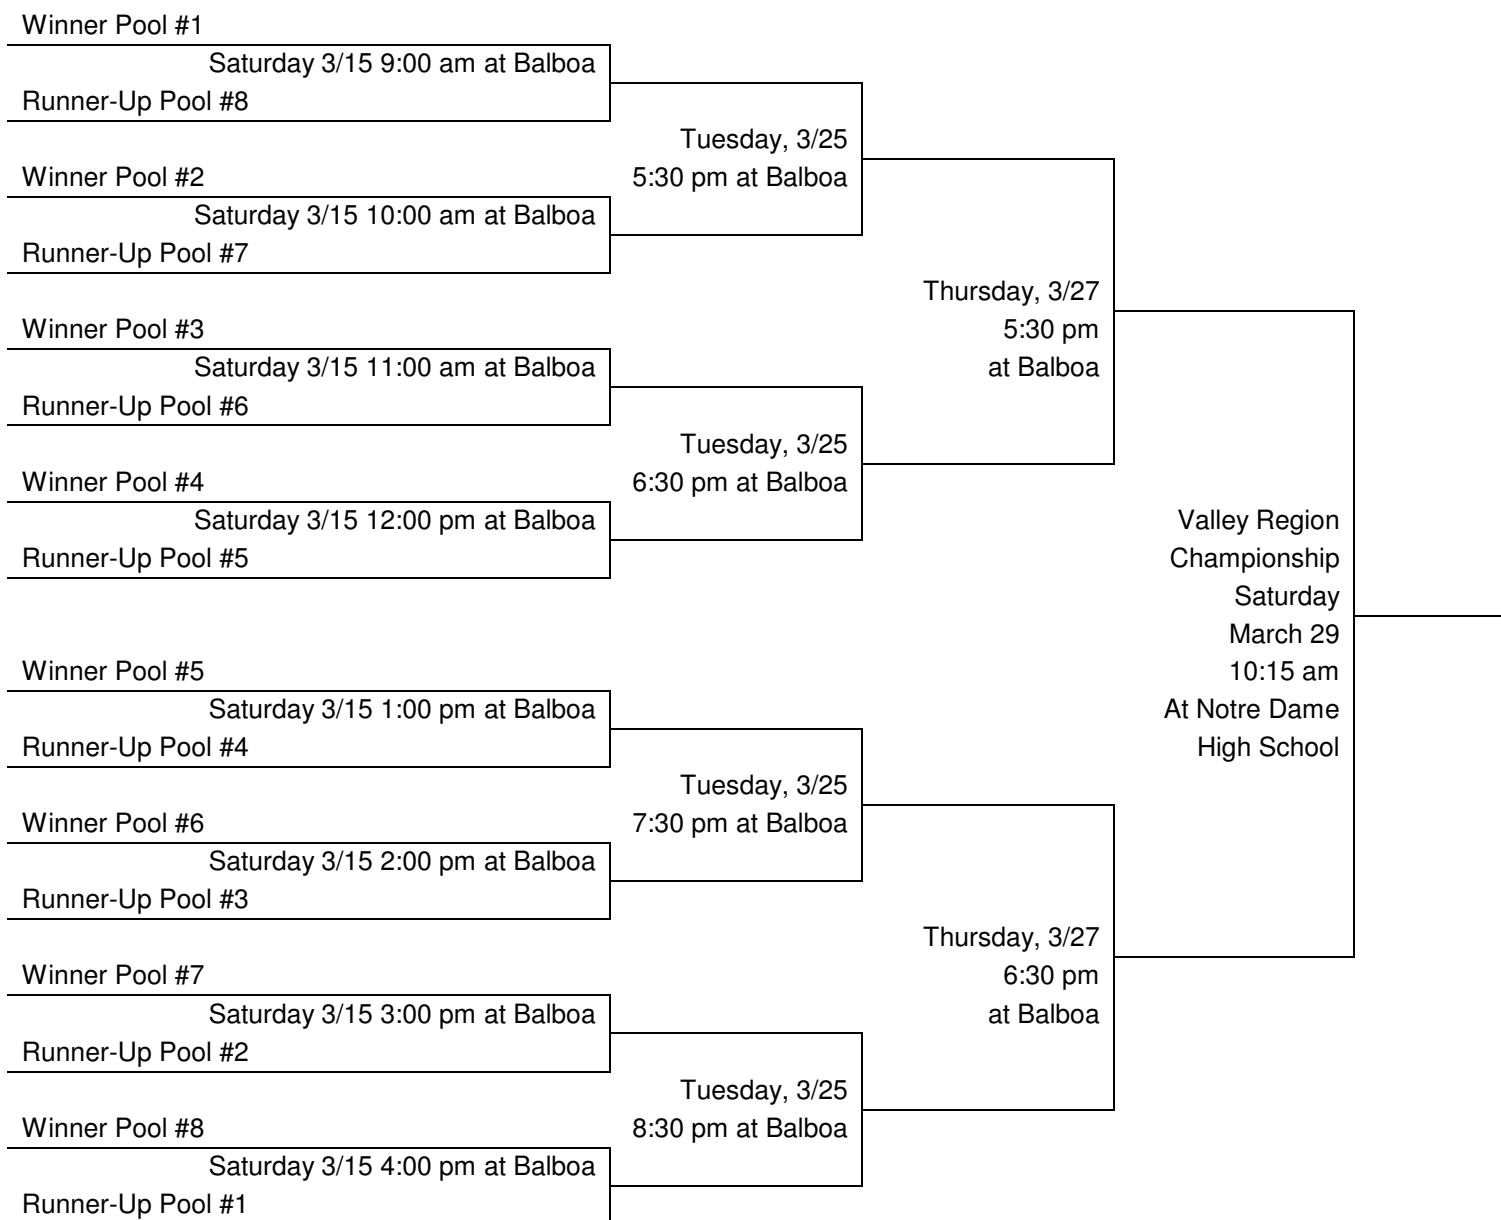 Winner Pool #1
Saturday 3/15 9:00 am at Balboa
Runner-Up Pool #8
Tuesday, 3/25
5:30 pm at Balboa
Winner Pool #2
Saturday 3/15 10:00 am at Balboa
Runner-Up Pool #7
Thursday, 3/27
5:30 pm
at Balboa
Winner Pool #3
Saturday 3/15 11:00 am at Balboa
Runner-Up Pool #6
Tuesday, 3/25
6:30 pm at Balboa
Winner Pool #4
Saturday 3/15 12:00 pm at Balboa
Runner-Up Pool #5
Valley Region
Championship
Saturday
March 29
10:15 am
At Notre Dame
High School
Winner Pool #5
Saturday 3/15 1:00 pm at Balboa
Runner-Up Pool #4
Tuesday, 3/25
7:30 pm at Balboa
Winner Pool #6
Saturday 3/15 2:00 pm at Balboa
Runner-Up Pool #3
Thursday, 3/27
6:30 pm
at Balboa
Winner Pool #7
Saturday 3/15 3:00 pm at Balboa
Runner-Up Pool #2
Tuesday, 3/25
8:30 pm at Balboa
Winner Pool #8
Saturday 3/15 4:00 pm at Balboa
Runner-Up Pool #1